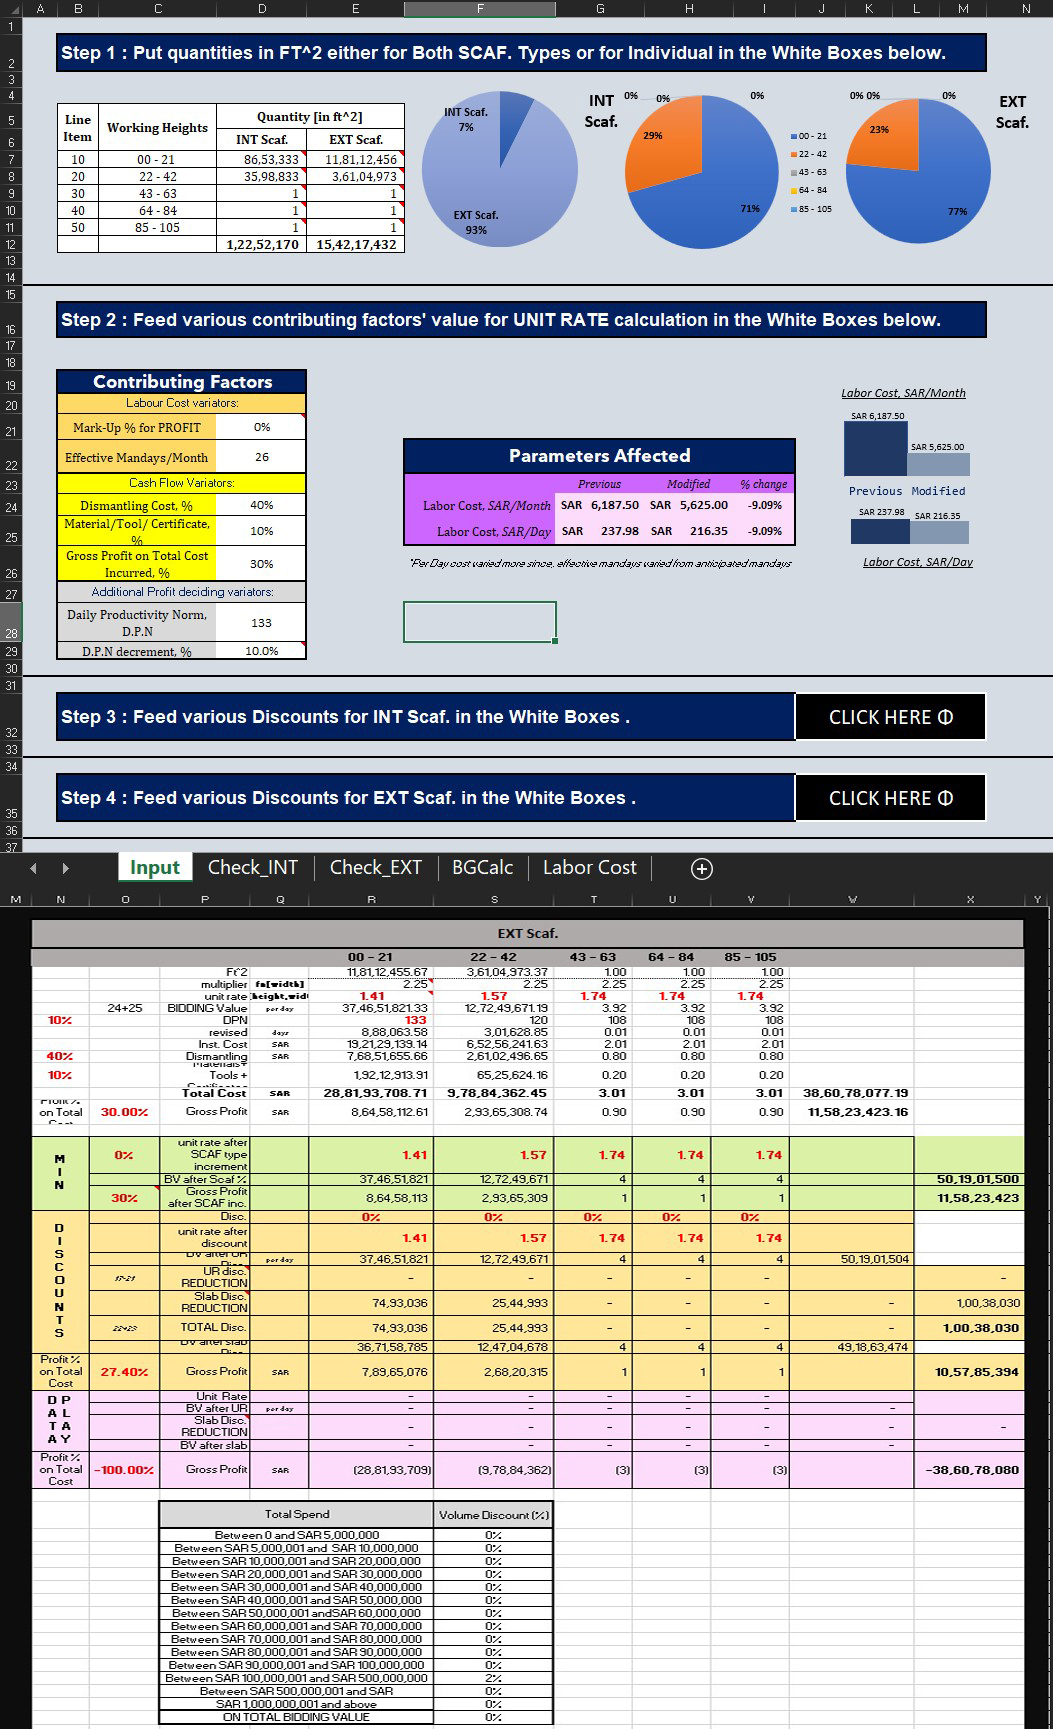 A B C D E F G H I J K L M N
1
Step 1 : Put quantities in FT^2 either for Both SCAF. Types or for Individual in the White Boxes below.
2
3
4
5
6
7
8
9
10
11
12
13
14
15
Line Item Working Heights Quantity [in ft^2]
INT Scaf. EXT Scaf.
10 00 - 21 86,53,333 11,81,12,456
20 22 - 42 35,98,833 3,61,04,973
30 43 - 63 1 1
40 64 - 84 1 1
50 85 - 105 1 1
1,22,52,170 15,42,17,432
INT Scaf.
7%
EXT Scaf.
93%
INT Scaf.
0% 0% 0%
29%
71%
00 - 21
22 - 42
43 - 63
64 - 84
85 - 105
0% 0% 0%
23%
77%
EXT Scaf.
Step 2 : Feed various contributing factors' value for UNIT RATE calculation in the White Boxes below.
16
17
18
19
20
21
22
23
24
25
26
27
28
29
30
31
Contributing Factors
Labour Cost variators:
Mark-Up % for PROFIT 0%
Effective Mandays/Month 26
Cash Flow Variators:
Dismantling Cost, % 40%
Material/Tool/ Certificate, % 10%
Gross Profit on Total Cost Incurred, % 30%
Additional Profit deciding variators:
Daily Productivity Norm, D.P.N 133
D.P.N decrement, % 10.0%
Parameters Affected
Previous Modified % change
Labor Cost, SAR/Month SAR 6,187.50 SAR 5,625.00 -9.09%
Labor Cost, SAR/Day SAR 237.98 SAR 216.35 -9.09%
*Per Day cost varied more since, effective mandays varied from anticipated mandays
Labor Cost, SAR/Month
SAR 6,187.50
SAR 5,625.00
Previous Modified
SAR 237.98 SAR 216.35
Labor Cost, SAR/Day
Step 3 : Feed various Discounts for INT Scaf. in the White Boxes . CLICK HERE
32
33
34
Step 4 : Feed various Discounts for EXT Scaf. in the White Boxes . CLICK HERE
35
36
37
Input Check_INT Check_EXT BGCalc Labor Cost
M N O P Q R S T U V W X Y
EXT Scaf.
00 - 21 22 - 42 43 - 63 64 - 84 85 - 105
Ft^2 11,81,12,455.67 3,61,04,973.37 1.00 1.00 1.00
multiplier fn[width] 2.25 2.25 2.25 2.25 2.25
unit rate 1.41 1.57 1.74 1.74 1.74
24+25 BIDDING Value per day 37,46,51,821.33 12,72,49,671.19 3.92 3.92 3.92
10% DPN 133 120 108 108 108
revised days 8,88,063.58 3,01,628.85 0.01 0.01 0.01
Inst. Cost SAR 19,21,29,139.14 6,52,56,241.63 2.01 2.01 2.01
40% Dismantling SAR 7,68,51,655.66 2,61,02,496.65 0.80 0.80 0.80
10% Materials+ Tools + 1,92,12,913.91 65,25,624.16 0.20 0.20 0.20
Total Cost SAR 28,81,93,708.71 9,78,84,362.45 3.01 3.01 3.01 38,60,78,077.19
on Total 30.00% Gross Profit SAR 8,64,58,112.61 2,93,65,308.74 0.90 0.90 0.90 11,58,23,423.16
MIN
0% unit rate after SCAF type increment 1.41 1.57 1.74 1.74 1.74
BV after Scaf % 37,46,51,821 12,72,49,671 4 4 4 50,19,01,500
30% Gross Profit after SCAF inc. 8,64,58,113 2,93,65,309 1 1 1 11,58,23,423
DISCOUNTS
Disc. 0% 0% 0% 0% 0%
unit rate after discount 1.41 1.57 1.74 1.74 1.74
per day 37,46,51,821 12,72,49,671 4 4 4 50,19,01,504
UR disc. REDUCTION - - - - - -
Slab Disc. REDUCTION 74,93,036 25,44,993 - - - - 1,00,38,030
TOTAL Disc. 74,93,036 25,44,993 - - - - 1,00,38,030
36,71,58,785 12,47,04,678 4 4 4 49,18,63,474
Profit % on Total Cost 27.40% Gross Profit SAR 7,89,65,076 2,68,20,315 1 1 1 10,57,85,394
DATA PLAY
Unit Rate - - - - -
BV after UR per day - - - - - -
Slab Disc. REDUCTION - - - - - - -
BV after slab - - - - - -
Profit % on Total Cost -100.00% Gross Profit SAR (28,81,93,709) (9,78,84,362) (3) (3) (3) -38,60,78,080
Total Spend Volume Discount (%)
Between 0 and SAR 5,000,000 0%
Between SAR 5,000,001 and SAR 10,000,000 0%
Between SAR 10,000,001 and SAR 20,000,000 0%
Between SAR 20,000,001 and SAR 30,000,000 0%
Between SAR 30,000,001 and SAR 40,000,000 0%
Between SAR 40,000,001 and SAR 50,000,000 0%
Between SAR 50,000,001 andSAR 60,000,000 0%
Between SAR 60,000,001 and SAR 70,000,000 0%
Between SAR 70,000,001 and SAR 80,000,000 0%
Between SAR 80,000,001 and SAR 90,000,000 0%
Between SAR 90,000,001 and SAR 100,000,000 0%
Between SAR 100,000,001 and SAR 500,000,000 2%
Between SAR 500,000,001 and SAR 0%
SAR 1,000,000,001 and above 0%
ON TOTAL BIDDING VALUE 0%